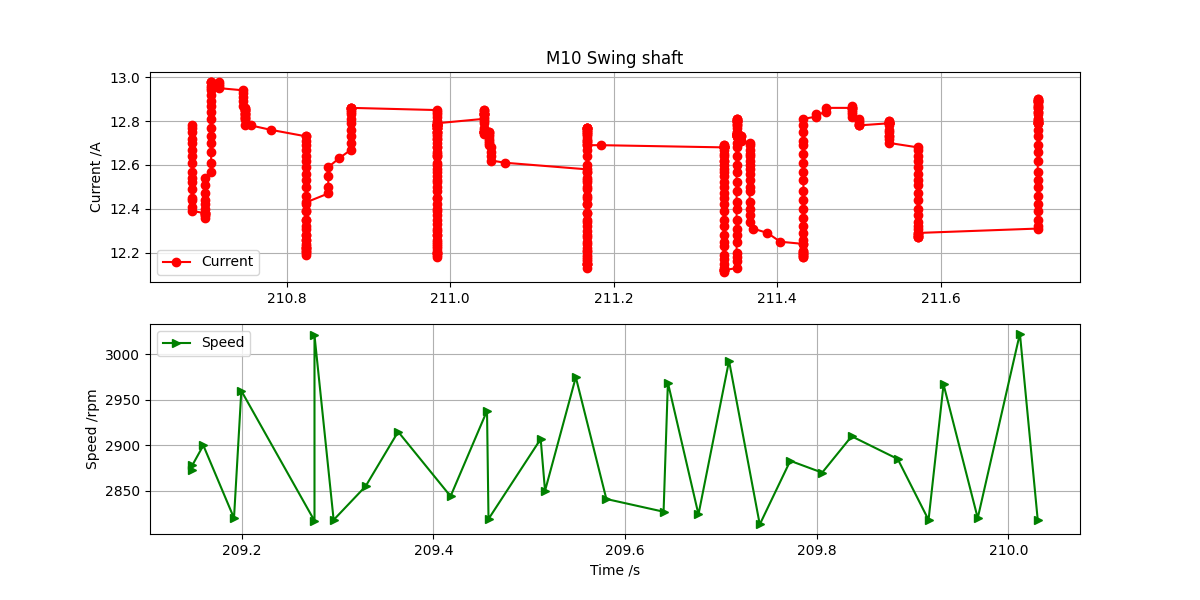 M10 Swing shaft
Current /A
13.0
12.8
12.6
12.4
12.2
Current
210.8 211.0 211.2 211.4 211.6
Speed /rpm
3000
2950
2900
2850
Speed
209.2 209.4 209.6 209.8 210.0
Time /s